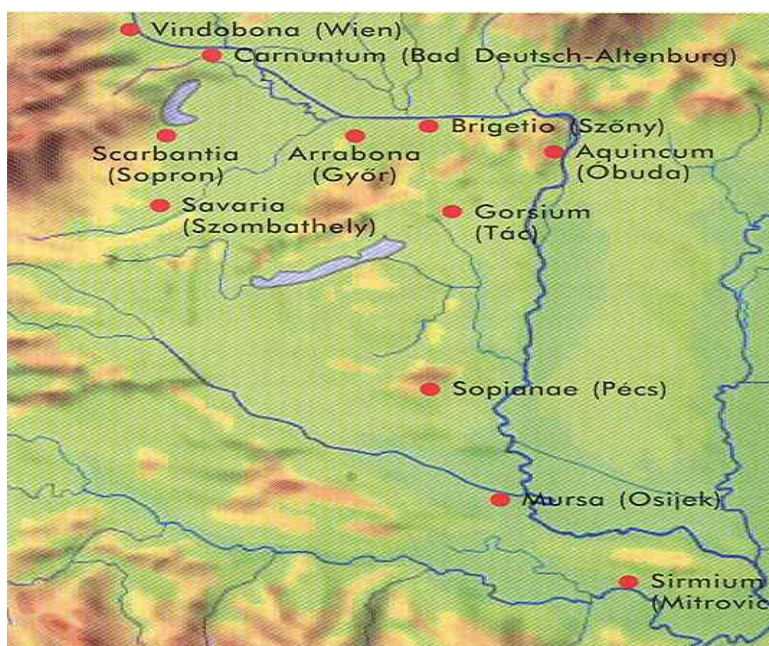 Vindobona (Wien)
Carnuntum (Bad Deutsch-Altenburg)
Brigetio (Szőny)
Scarbantia
(Sopron)
Arrabona
(Győr)
Aquincum
(Óbuda)
Savaria
(Szombathely)
Gorsium
(Tác)
Sopianae (Pécs)
Mursa (Osijek)
Sirmium
(Mitrovic